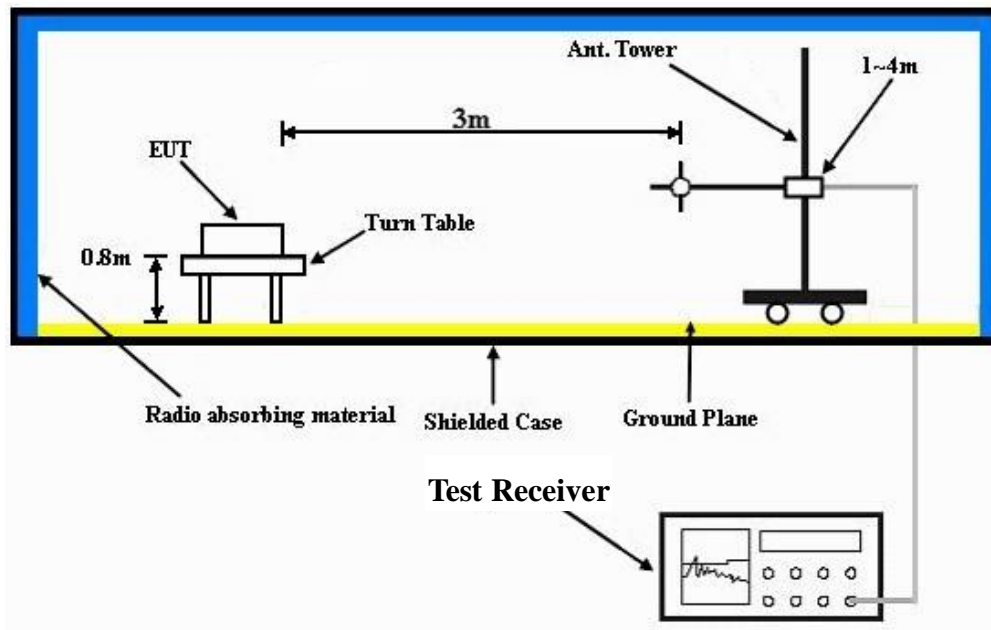 Ant. Tower
1~4m
3m
EUT
Turn Table
0.8m
Radio absorbing material
Shielded Case
Ground Plane
Test Receiver